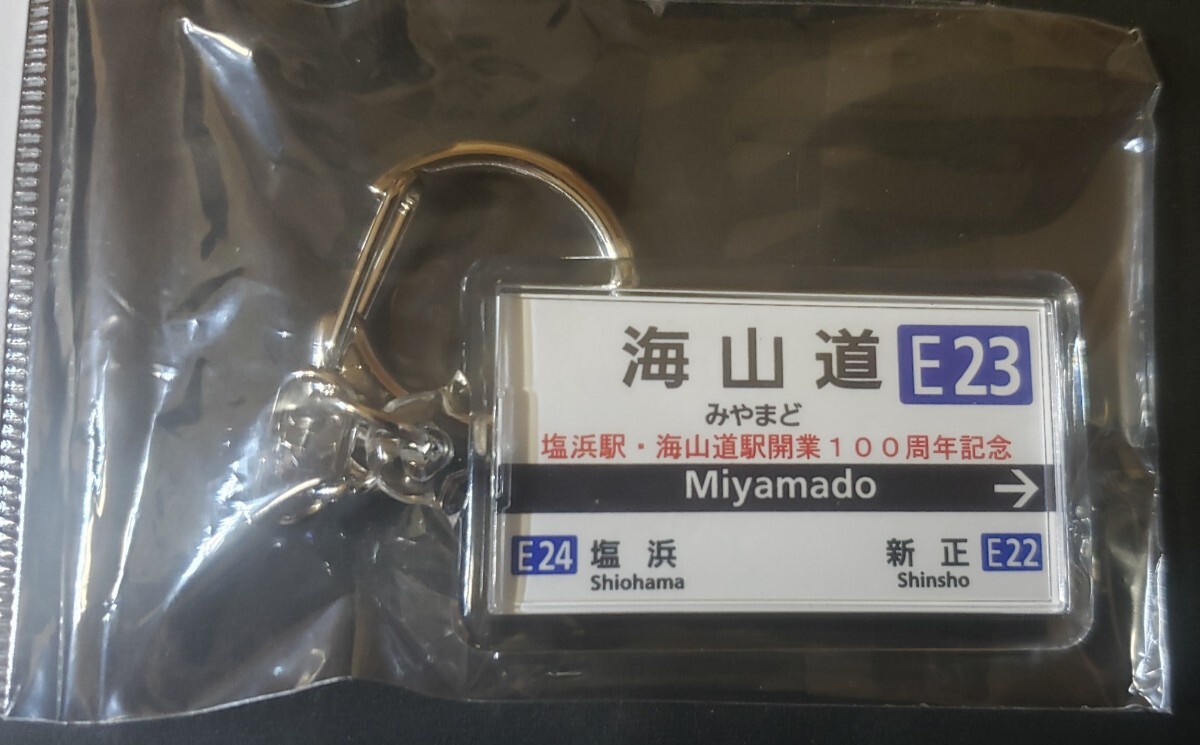 海山道 E23
みやまど
塩浜駅・海山道駅開業100周年記念
Miyamado →
E24 塩浜 新正 E22
Shiohama Shinsho